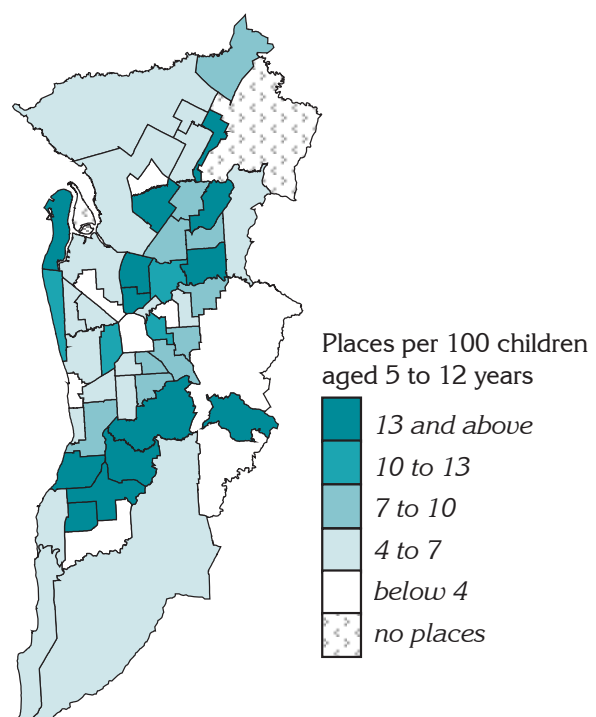 Places per 100 children
aged 5 to 12 years
13 and above
10 to 13
7 to 10
4 to 7
below 4
no places